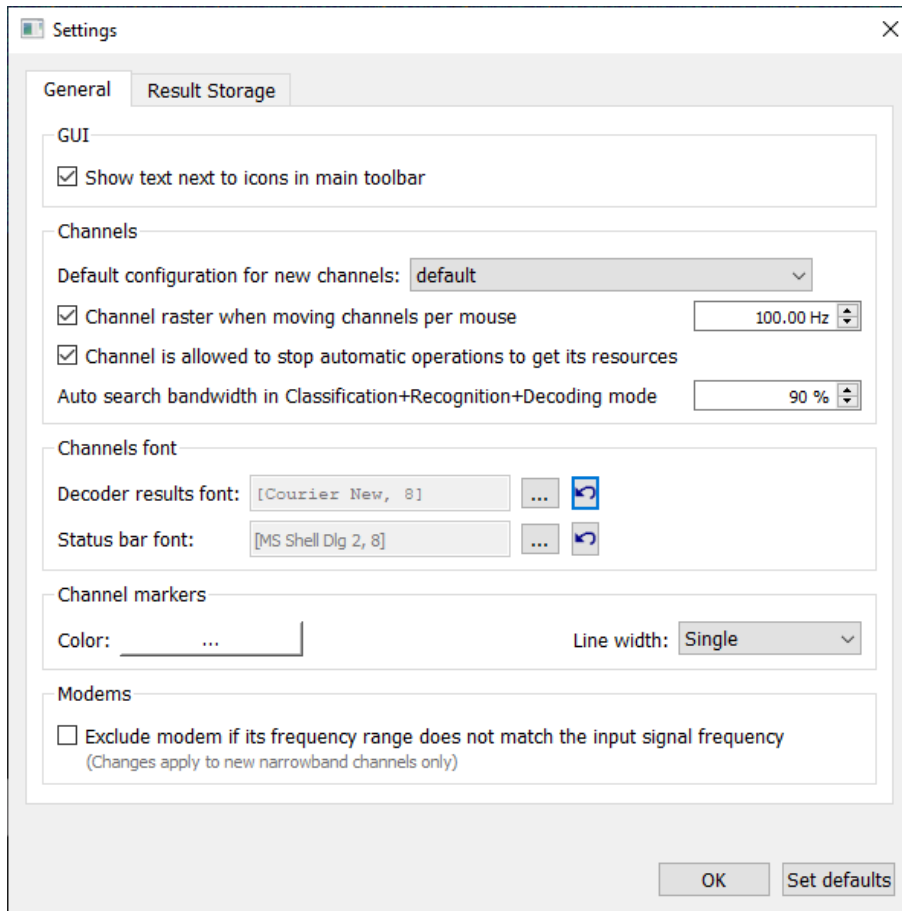 Settings
General Result Storage
GUI
Show text next to icons in main toolbar
Channels
Default configuration for new channels: default
Channel raster when moving channels per mouse 100.00 Hz
Channel is allowed to stop automatic operations to get its resources
Auto search bandwidth in Classification+Recognition+Decoding mode 90 %
Channels font
Decoder results font: [Courier New, 8] ...
Status bar font: [MS Shell Dlg 2, 8] ...
Channel markers
Color: ... Line width: Single
Modems
Exclude modem if its frequency range does not match the input signal frequency
(Changes apply to new narrowband channels only)
OK Set defaults